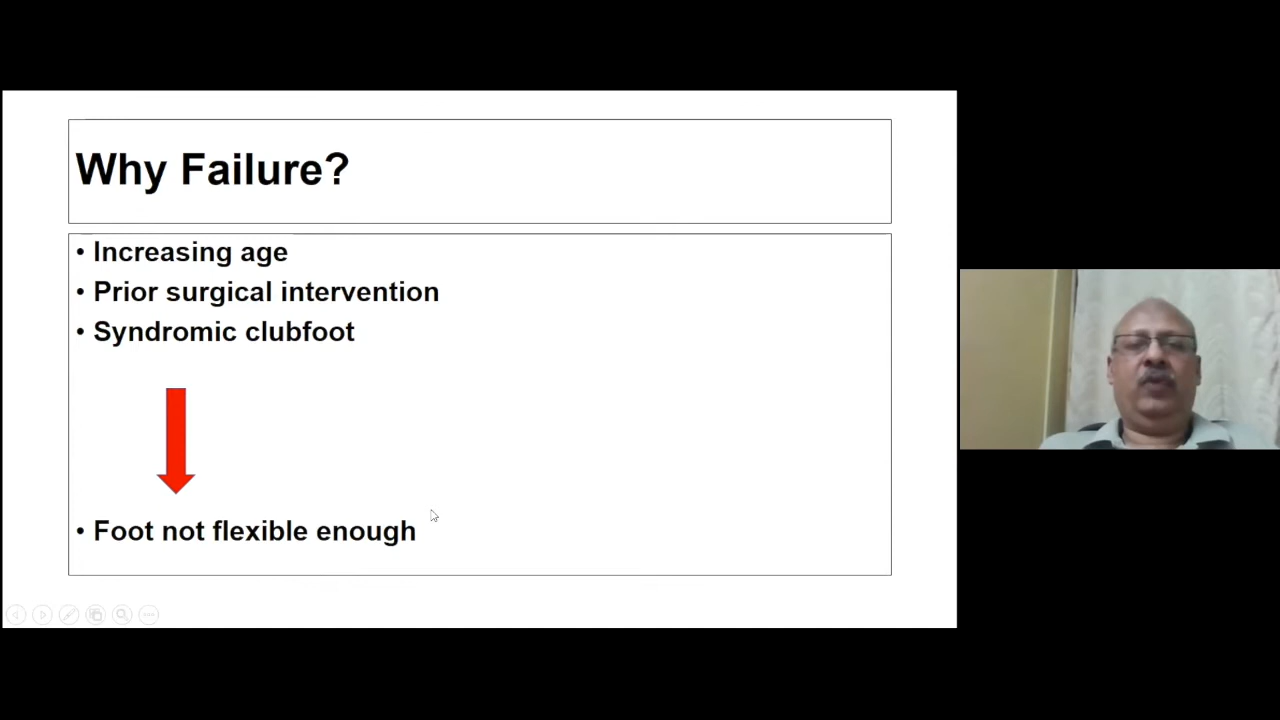 Why Failure?
• Increasing age
• Prior surgical intervention
• Syndromic clubfoot
• Foot not flexible enough